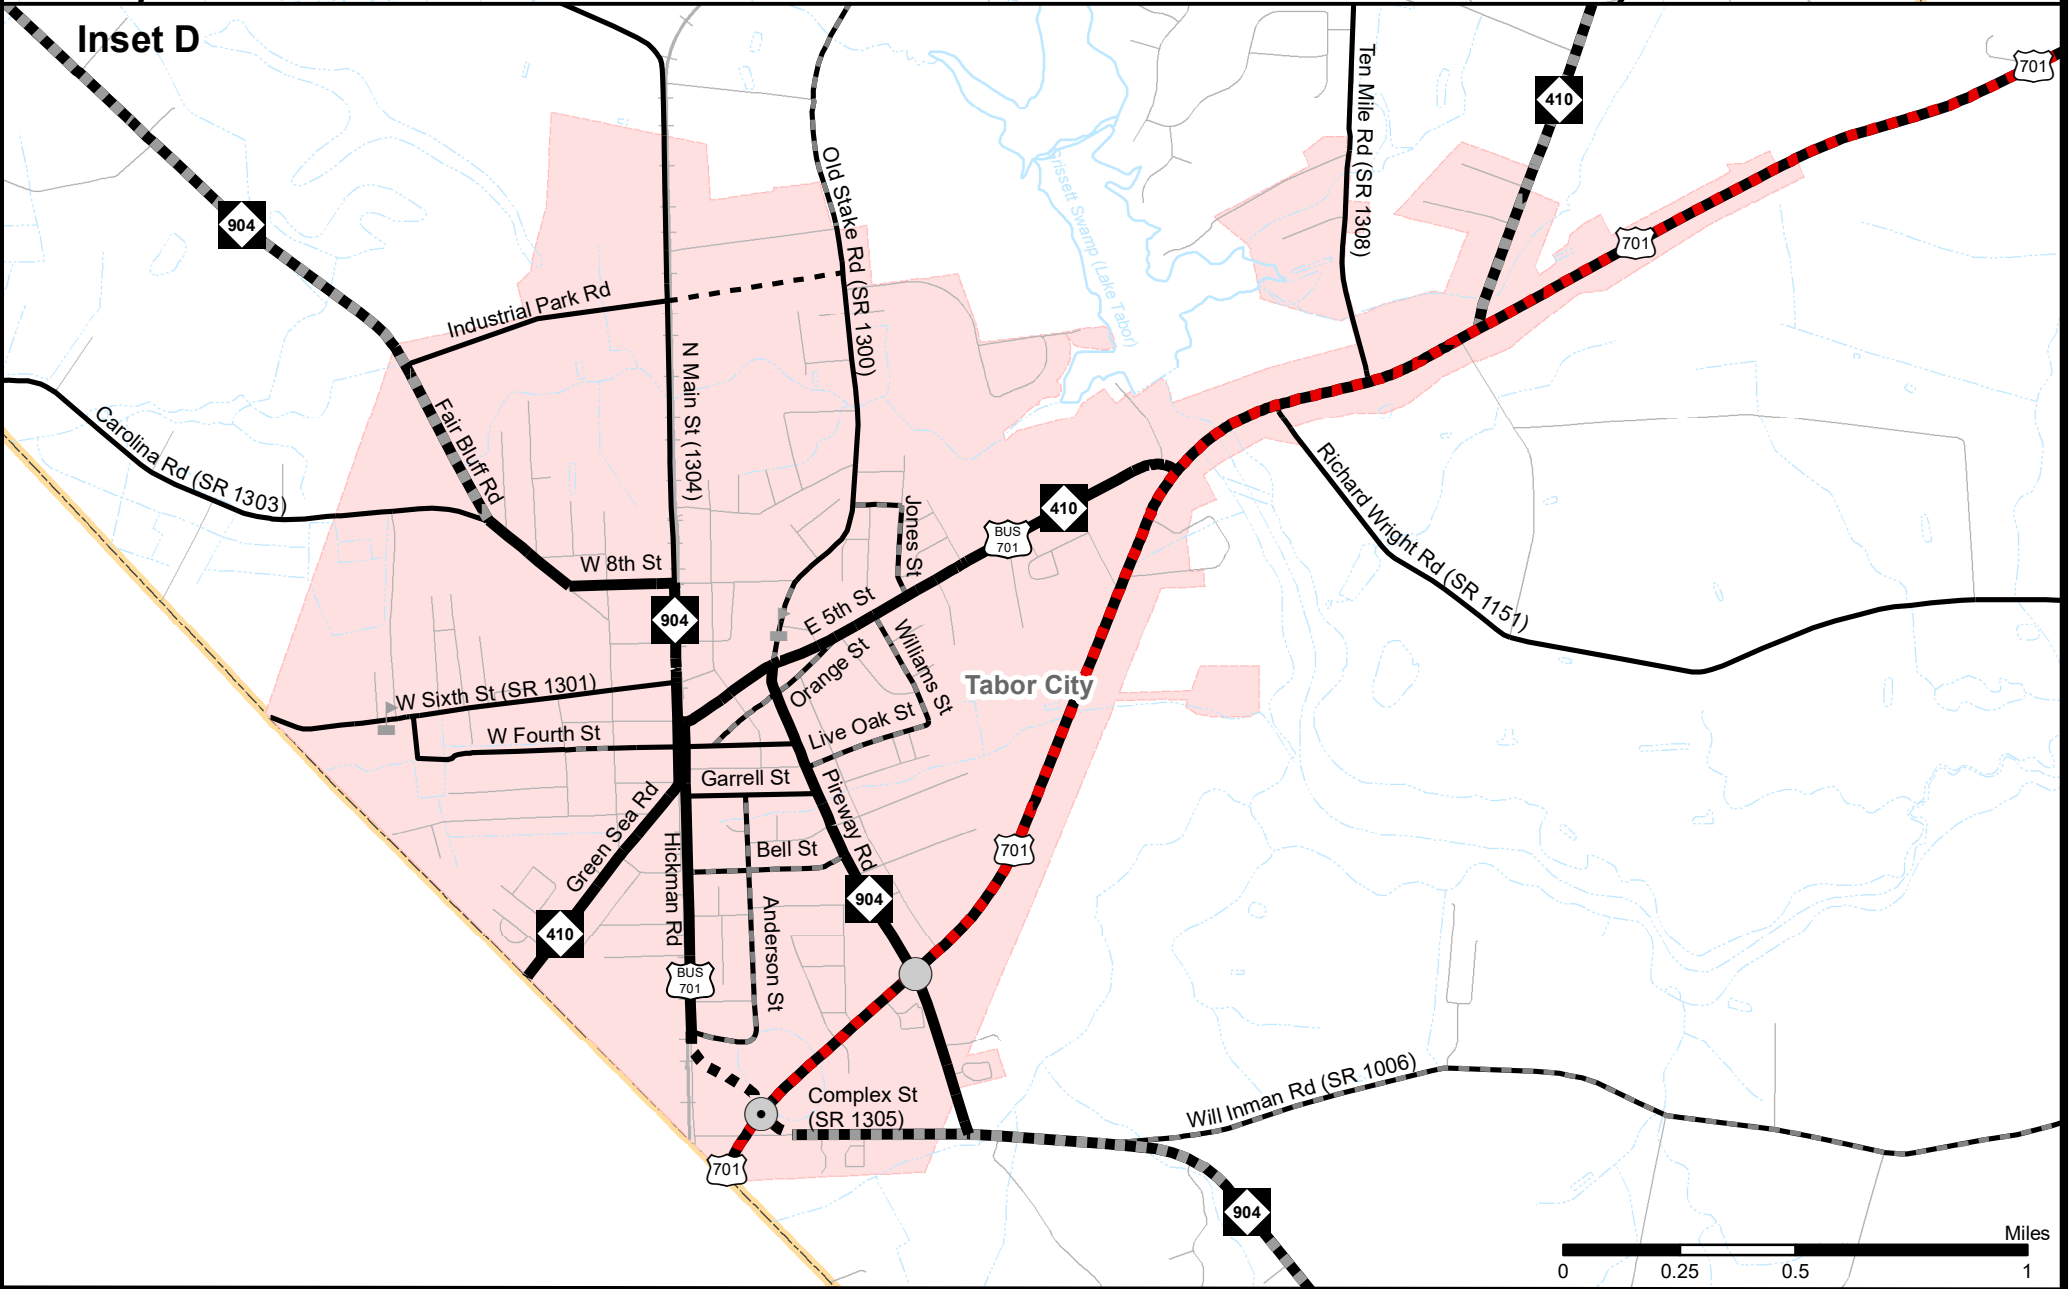 Inset D
701
410
Ten Mile Rd (SR 1308)
904
Old Stake Rd (SR 1300)
Grissett Swamp (Lake Tabor)
701
Industrial Park Rd
N Main St (1304)
Fair Bluff Rd
Carolina Rd (SR 1303)
Richard Wright Rd (SR 1151)
Jones St
410
BUS
701
W 8th St
904
E 5th St
Orange St
Williams St
Tabor City
W Sixth St (SR 1301)
W Fourth St
Live Oak St
Garrell St
Pireway Rd
Green Sea Rd
Hickman Rd
Bell St
701
904
Anderson St
410
BUS
701
Complex St
(SR 1305)
Will Inman Rd (SR 1006)
701
904
Miles
0 0.25 0.5 1